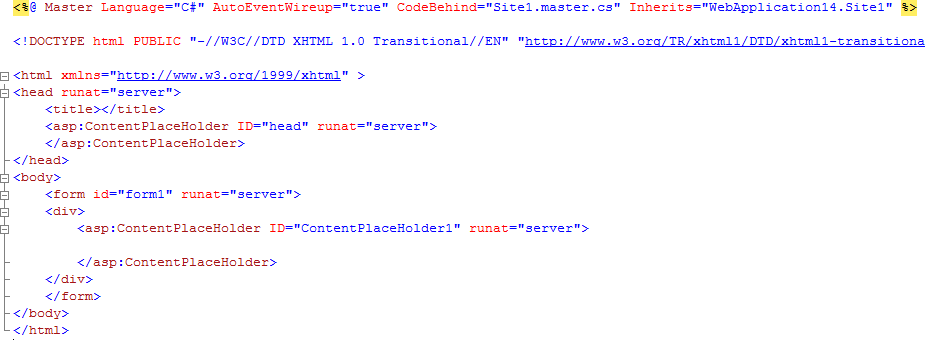 <%@ Master Language="C#" AutoEventWireup="true" CodeBehind="Site1.master.cs" Inherits="WebApplication14.Site1" %>
<!DOCTYPE html PUBLIC "-//W3C//DTD XHTML 1.0 Transitional//EN" "http://www.w3.org/TR/xhtml1/DTD/xhtml1-transitiona
<html xmlns="http://www.w3.org/1999/xhtml" >
<head runat="server">
<title></title>
<asp:ContentPlaceHolder ID="head" runat="server">
</asp:ContentPlaceHolder>
</head>
<body>
<form id="form1" runat="server">
<div>
<asp:ContentPlaceHolder ID="ContentPlaceHolder1" runat="server">
</asp:ContentPlaceHolder>
</div>
</form>
</body>
</html>